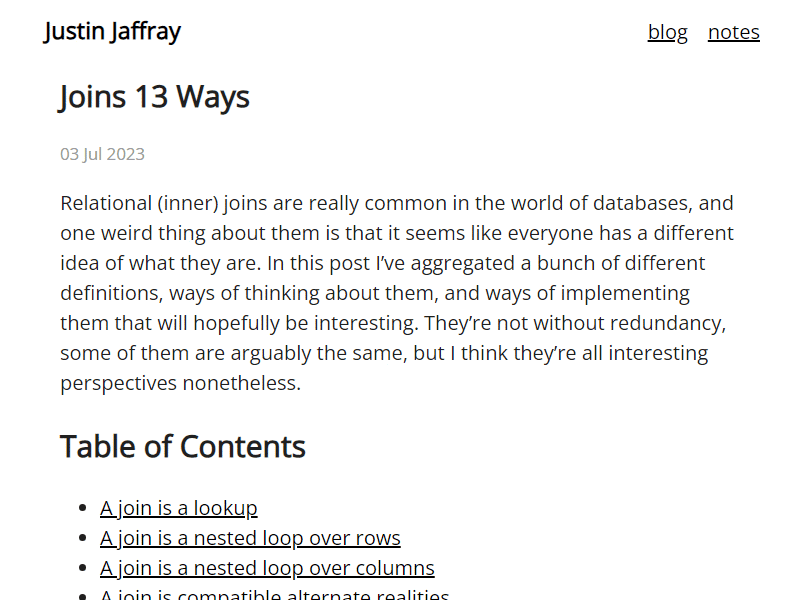 Justin Jaffray
blog notes
Joins 13 Ways
03 Jul 2023
Relational (inner) joins are really common in the world of databases, and
one weird thing about them is that it seems like everyone has a different
idea of what they are. In this post I’ve aggregated a bunch of different
definitions, ways of thinking about them, and ways of implementing
them that will hopefully be interesting. They’re not without redundancy,
some of them are arguably the same, but I think they’re all interesting
perspectives nonetheless.
Table of Contents
A join is a lookup
A join is a nested loop over rows
A join is a nested loop over columns
A join is compatible alternate realities